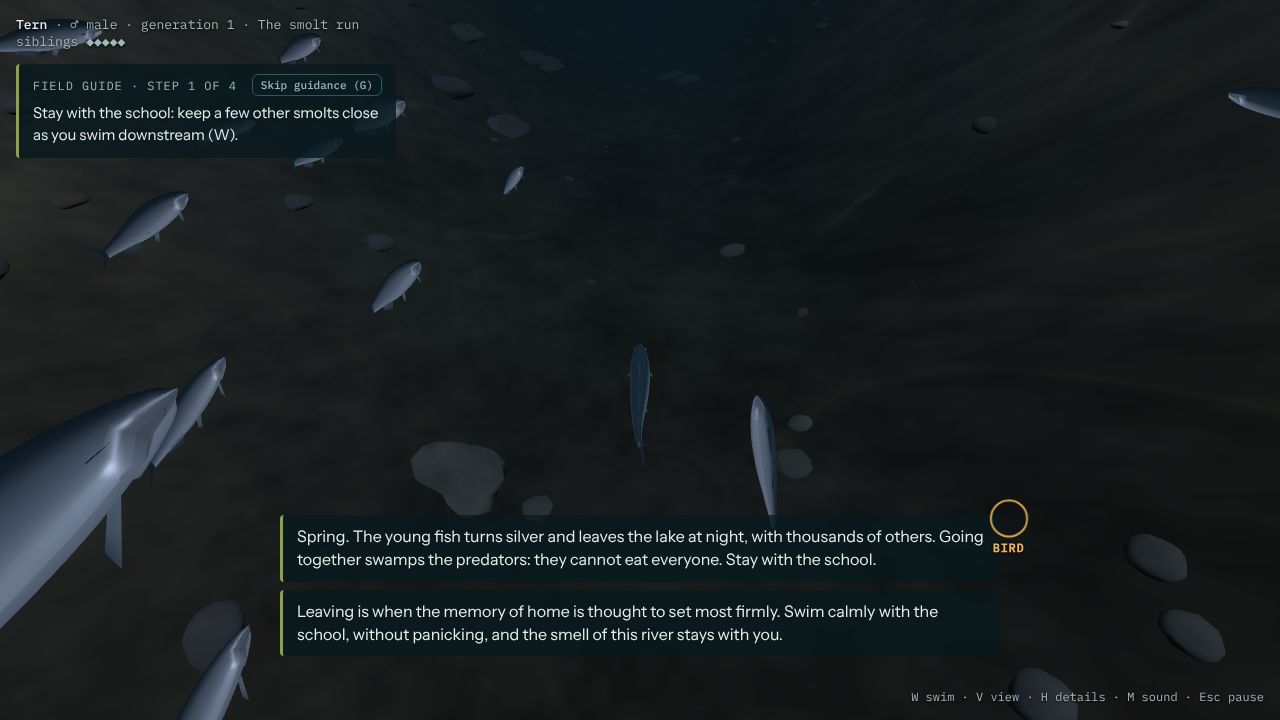 Tern · ♂ male · generation 1 · The smolt run
siblings ◆◆◆◆◆
FIELD GUIDE · STEP 1 OF 4
Skip guidance (G)
Stay with the school: keep a few other smolts close
as you swim downstream (W).
BIRD
Spring. The young fish turns silver and leaves the lake at night, with thousands of others. Going
together swamps the predators: they cannot eat everyone. Stay with the school.
Leaving is when the memory of home is thought to set most firmly. Swim calmly with the
school, without panicking, and the smell of this river stays with you.
W swim · V view · H details · M sound · Esc pause